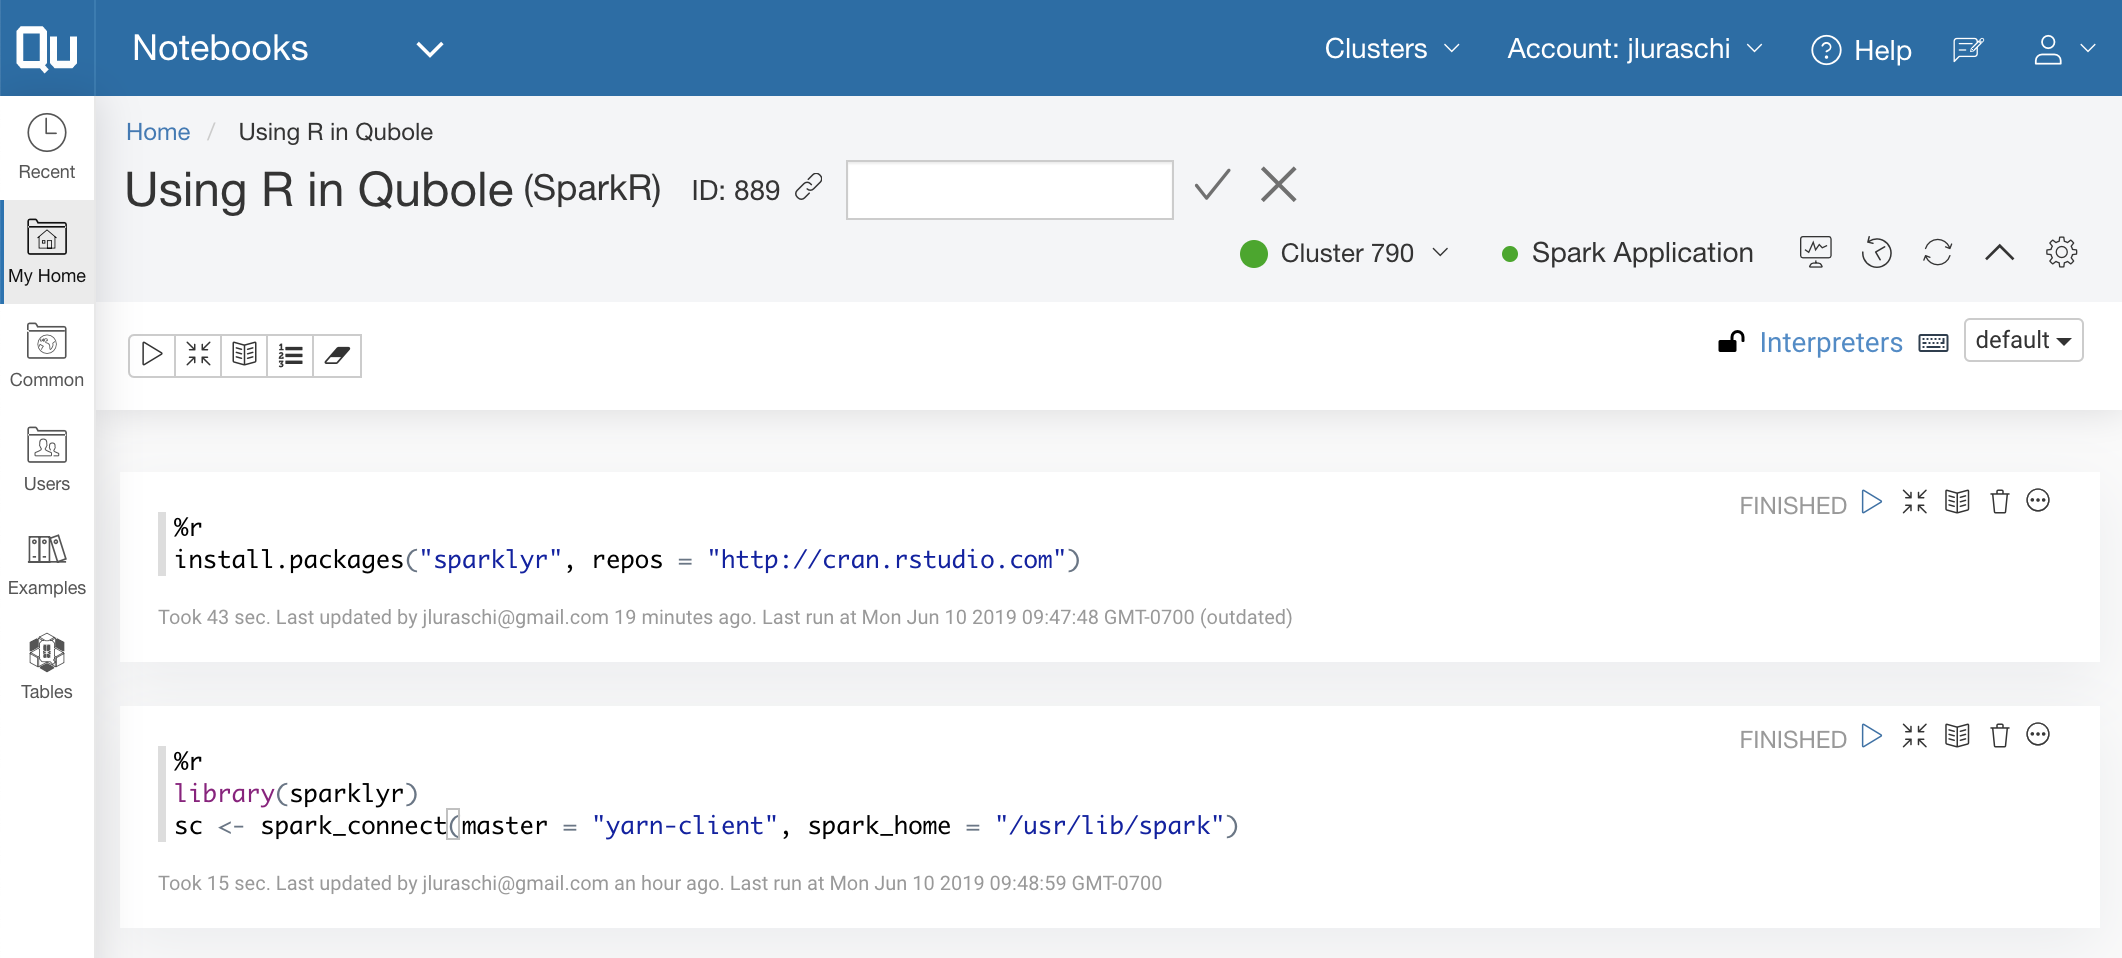 Qu Notebooks Clusters Account: jluraschi Help
Home / Using R in Qubole
Using R in Qubole (SparkR) ID: 889
Cluster 790 Spark Application
Recent
My Home
Common
Users
Examples
Tables
Interpreters default
FINISHED
%r
install.packages("sparklyr", repos = "http://cran.rstudio.com")
Took 43 sec. Last updated by jluraschi@gmail.com 19 minutes ago. Last run at Mon Jun 10 2019 09:47:48 GMT-0700 (outdated)
FINISHED
%r
library(sparklyr)
sc <- spark_connect(master = "yarn-client", spark_home = "/usr/lib/spark")
Took 15 sec. Last updated by jluraschi@gmail.com an hour ago. Last run at Mon Jun 10 2019 09:48:59 GMT-0700